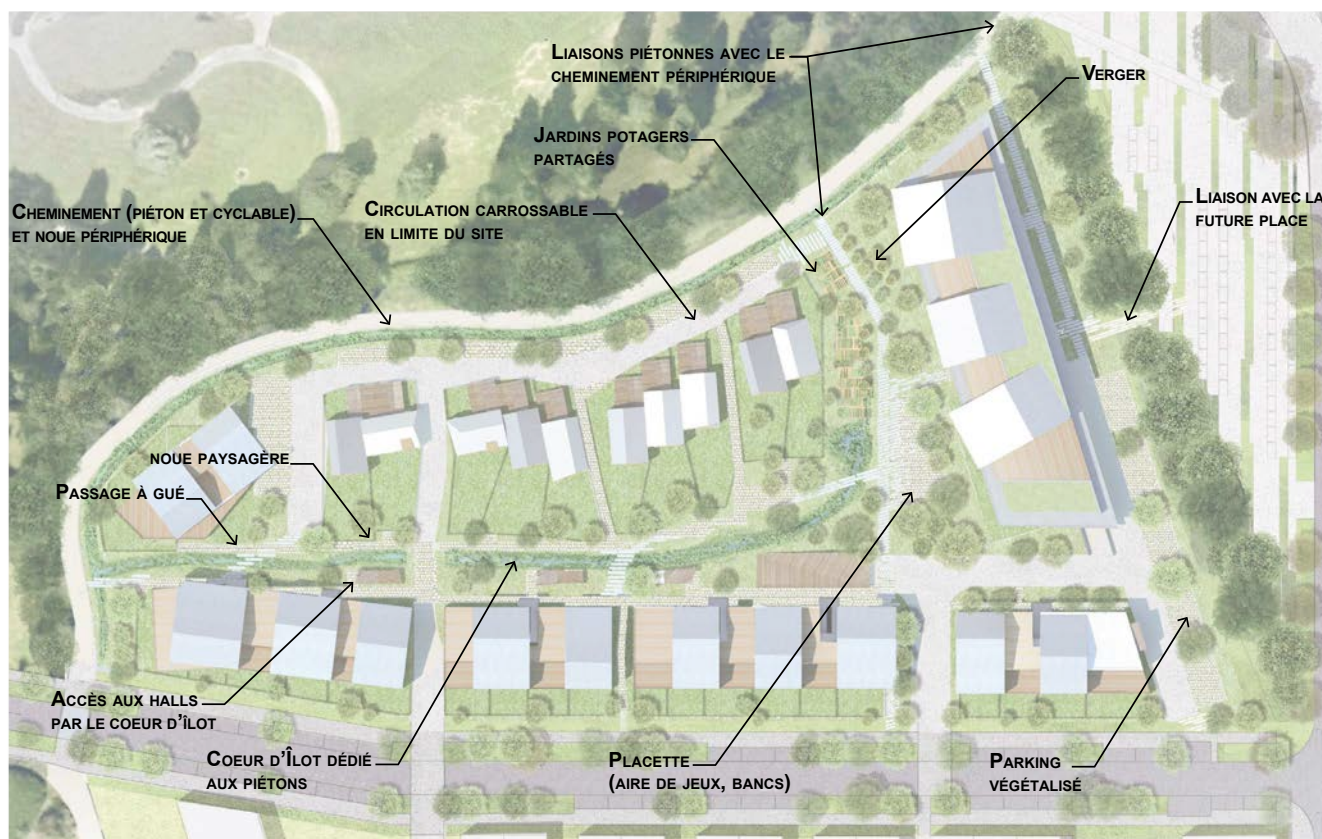 Liaisons piétonnes avec le
cheminement périphérique
Verger
Jardins potagers
partagés
Cheminement (piéton et cyclable)
et noue périphérique
Circulation carrossable
en limite du site
Liaison avec la
future place
noue paysagère
Passage à gué
Accès aux halls
par le coeur d'îlot
Coeur d'Îlot dédié
aux piétons
Placette
(aire de jeux, bancs)
Parking
végétalisé